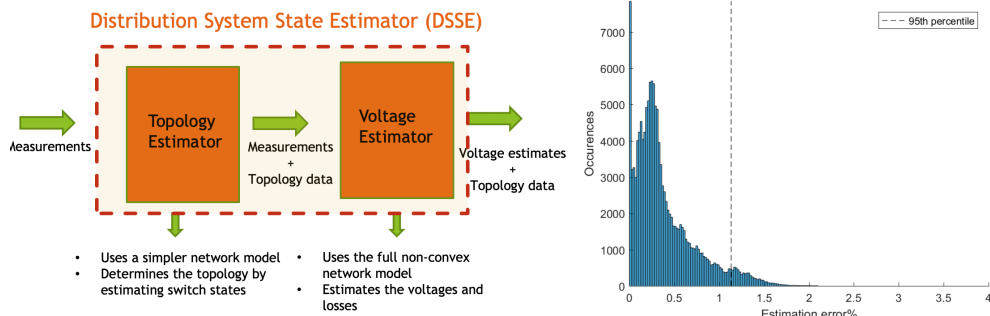 Distribution System State Estimator (DSSE)
Topology
Estimator
Voltage
Estimator
Measurements
Measurements
+
Topology data
Voltage estimates
+
Topology data
• Uses a simpler network model
• Determines the topology by
estimating switch states
• Uses the full non-convex
network model
• Estimates the voltages and
losses
95th percentile
Occurences
7000
6000
5000
4000
3000
2000
1000
0
0 0.5 1 1.5 2 2.5 3 3.5 4
Estimation error%